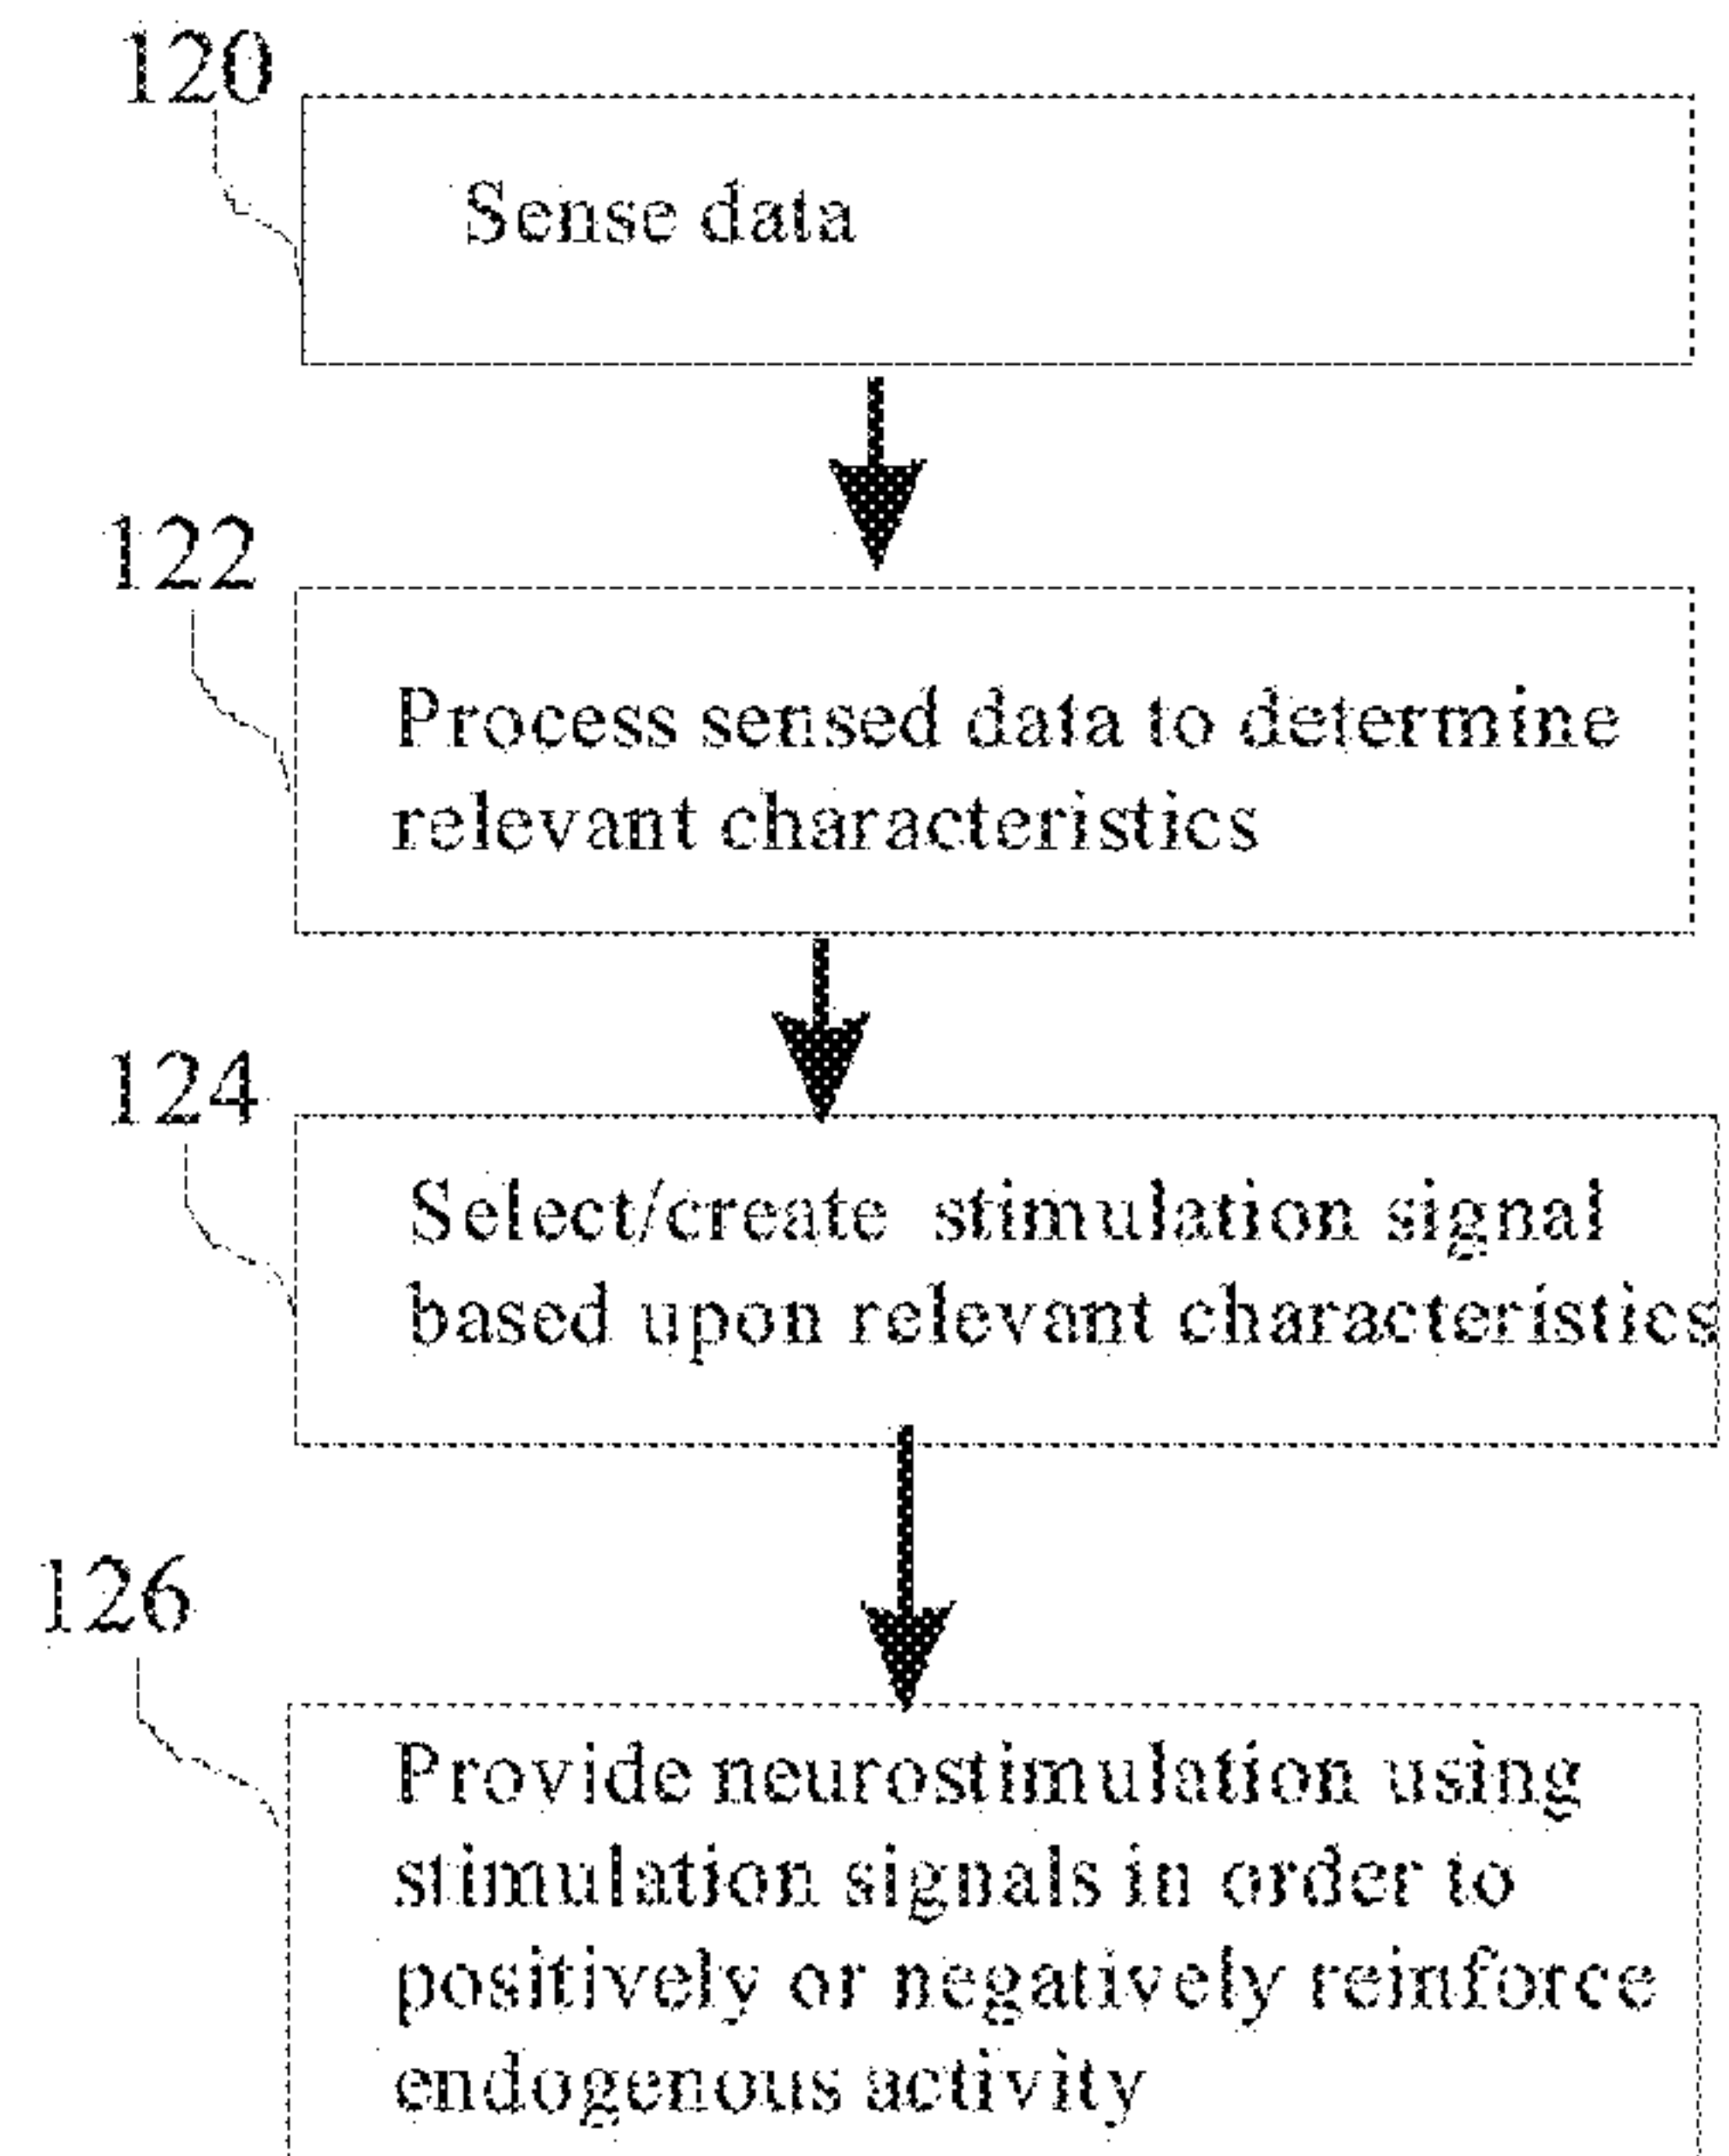 120
Sense data
122
Process sensed data to determine
relevant characteristics
124
Select/create stimulation signal
based upon relevant characteristics
126
Provide neurostimulation using
stimulation signals in order to
positively or negatively reinforce
endogenous activity